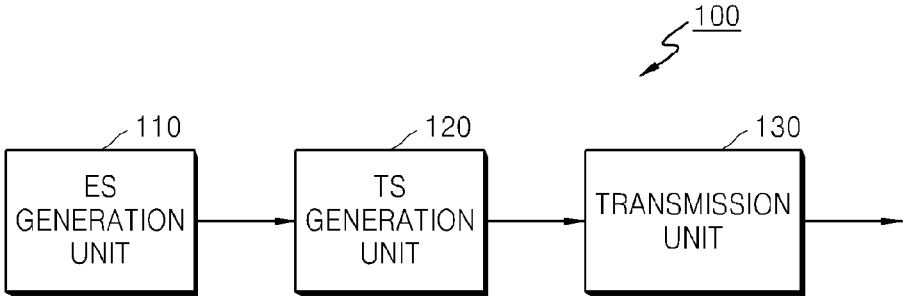 100
110
120
130
ES
GENERATION
UNIT
TS
GENERATION
UNIT
TRANSMISSION
UNIT